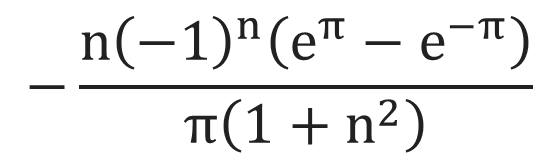 − n(−1)ⁿ(e^π − e^−π) / π(1 + n²)